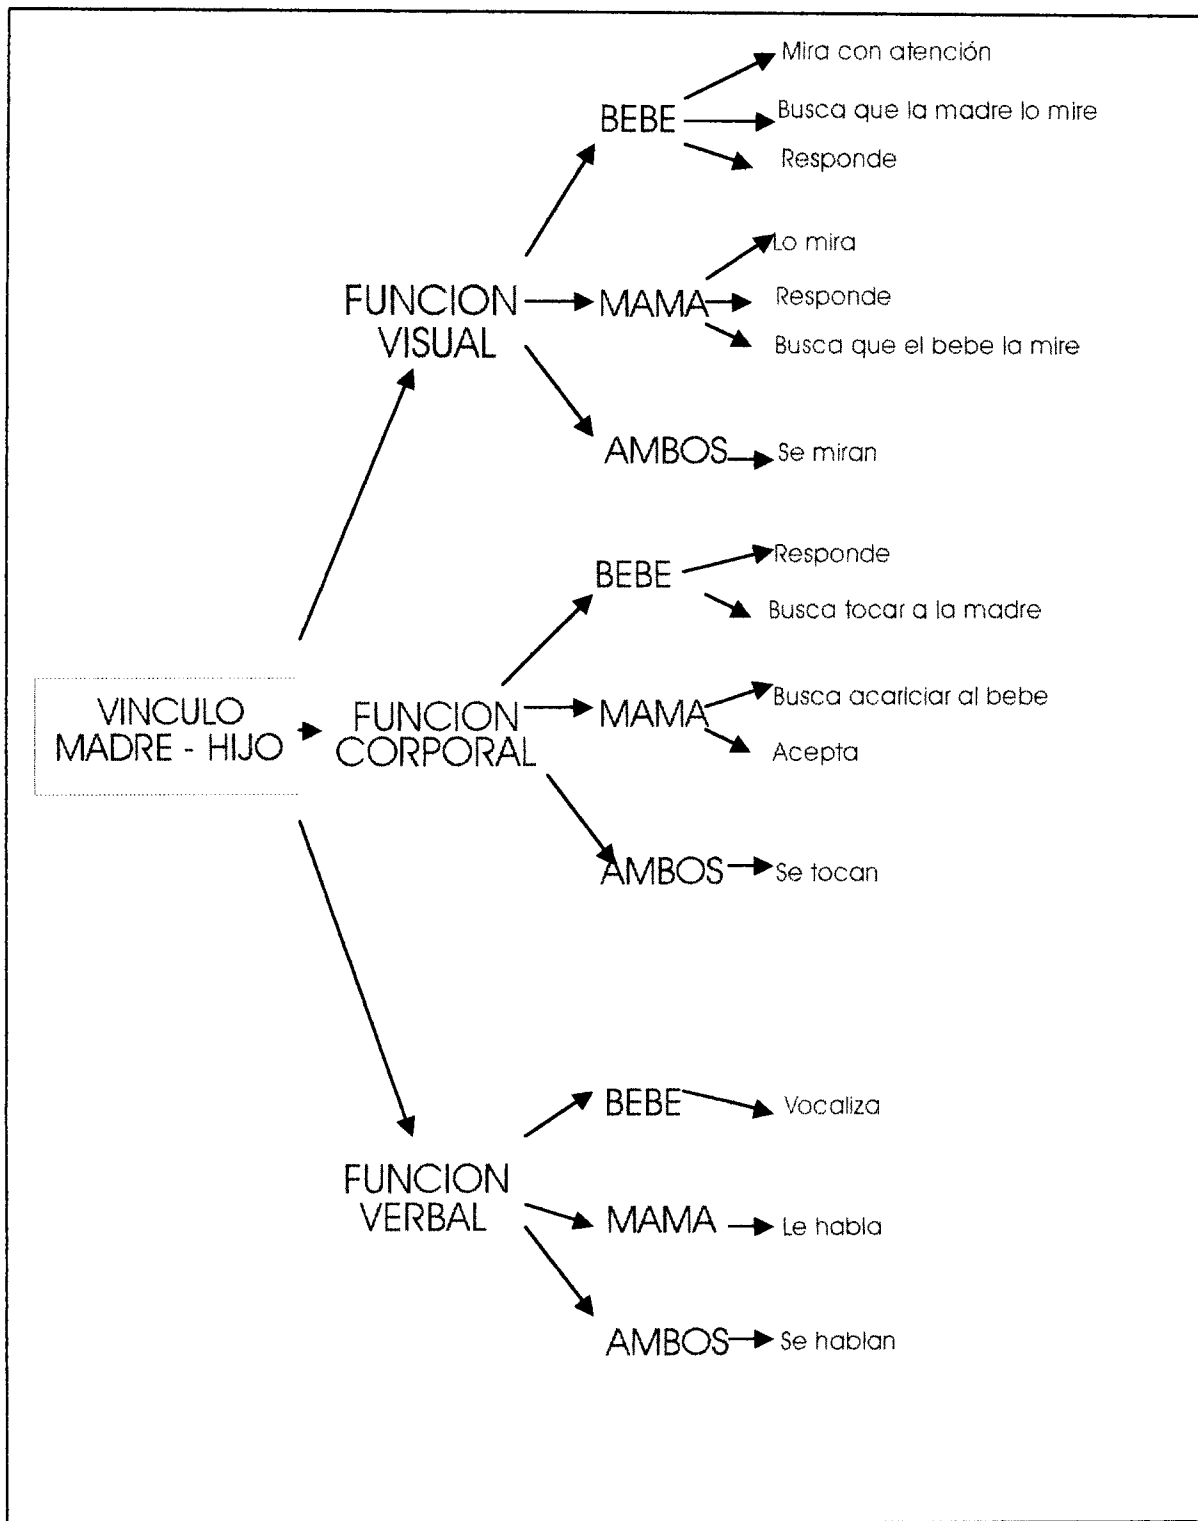 VINCULO
MADRE - HIJO
FUNCION
VISUAL
BEBE
Mira con atención
Busca que la madre lo mire
Responde
MAMA
Lo mira
Responde
Busca que el bebe la mire
AMBOS
Se miran
FUNCION
CORPORAL
BEBE
Responde
Busca tocar a la madre
MAMA
Busca acariciar al bebe
Acepta
AMBOS
Se tocan
FUNCION
VERBAL
BEBE
Vocaliza
MAMA
Le habla
AMBOS
Se hablan